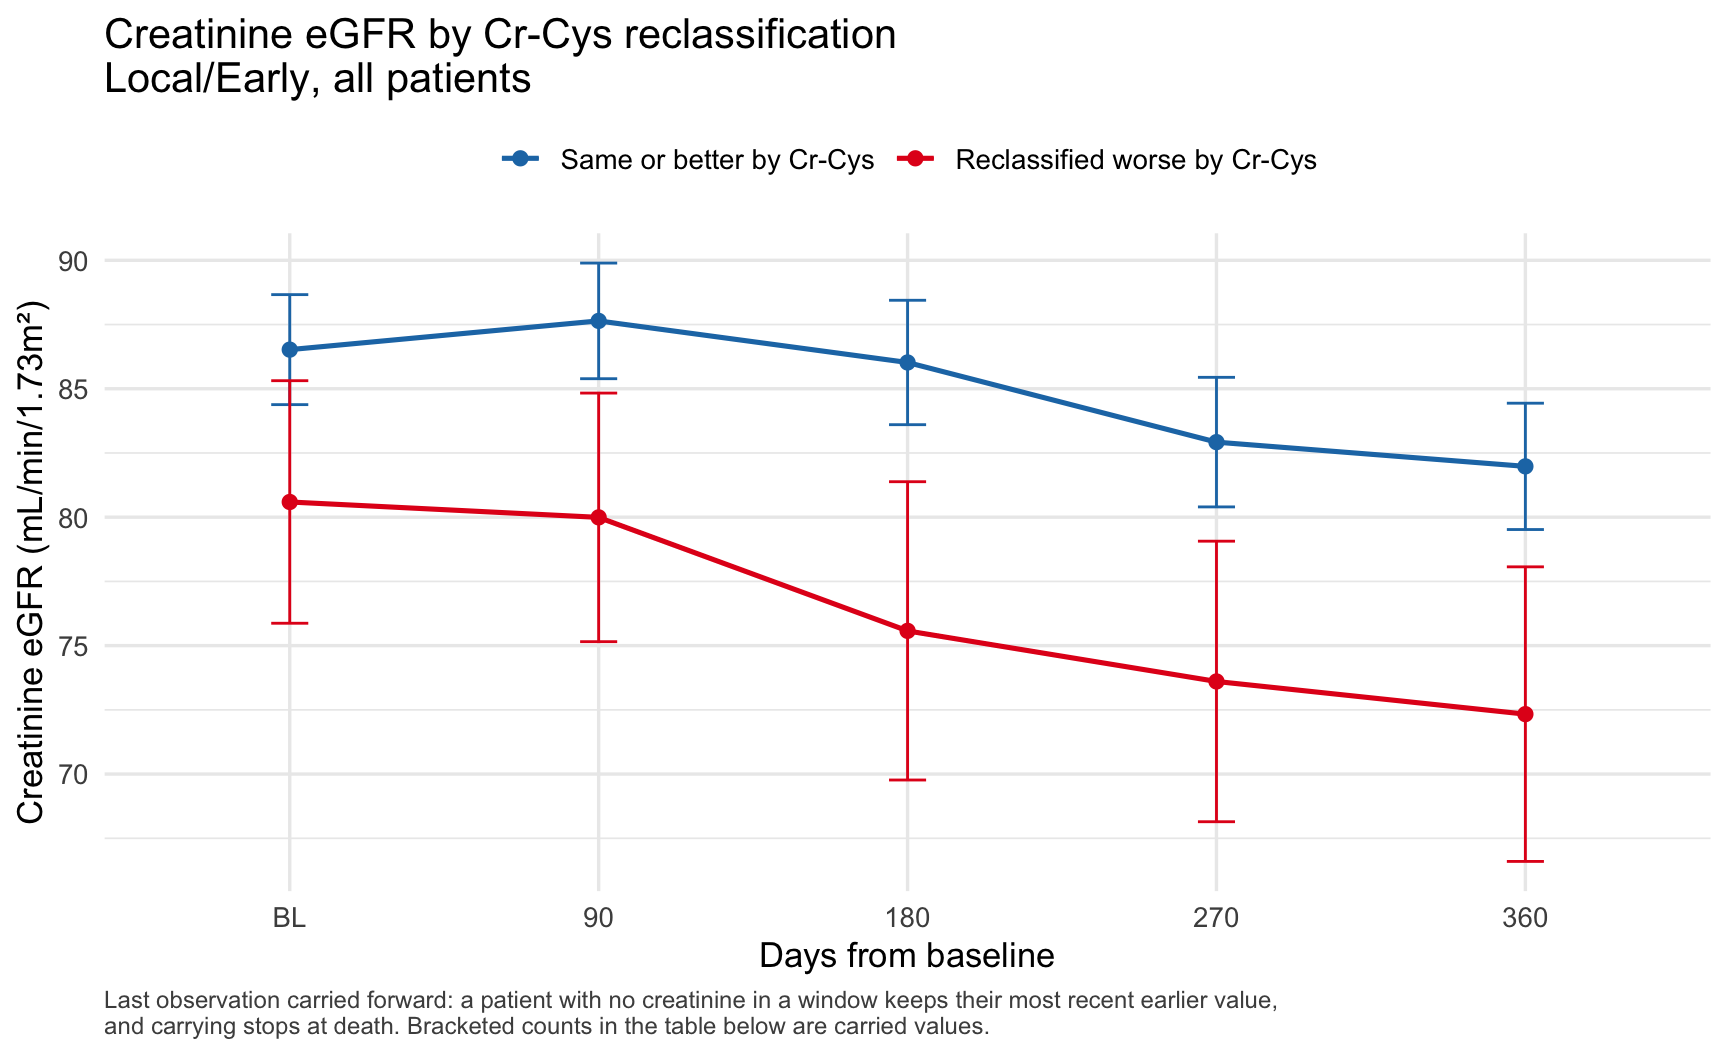 Creatinine eGFR by Cr-Cys reclassification
Local/Early, all patients
Same or better by Cr-Cys
Reclassified worse by Cr-Cys
Creatinine eGFR (mL/min/1.73m²)
90
85
80
75
70
BL
90
180
270
360
Days from baseline
Last observation carried forward: a patient with no creatinine in a window keeps their most recent earlier value,
and carrying stops at death. Bracketed counts in the table below are carried values.